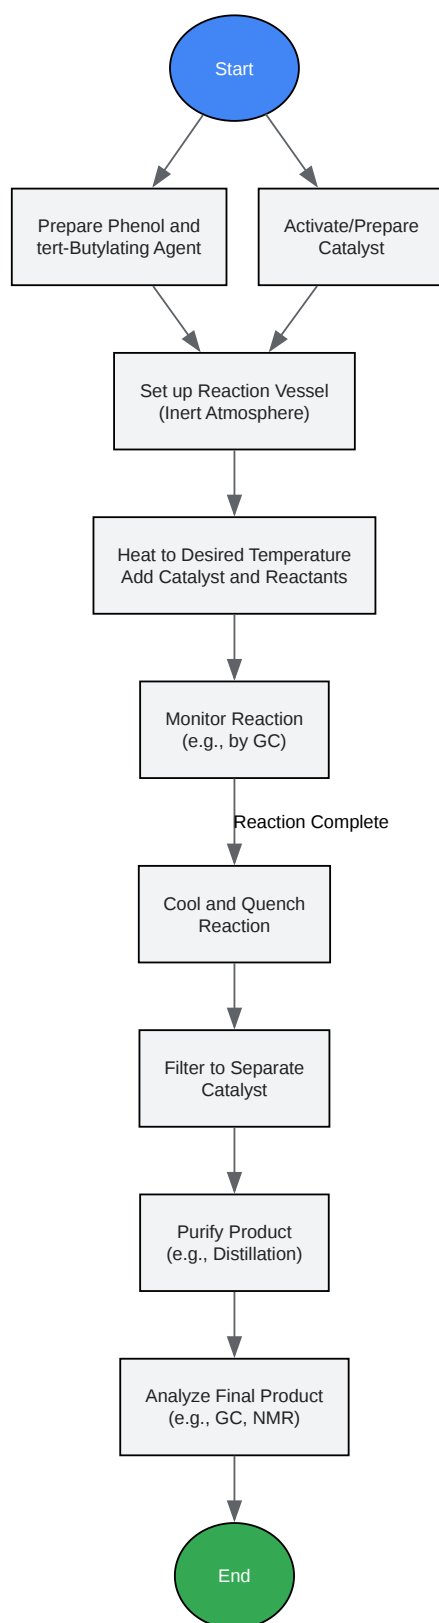 Start
Prepare Phenol and
tert-Butylating Agent
Activate/Prepare
Catalyst
Set up Reaction Vessel
(Inert Atmosphere)
Heat to Desired Temperature
Add Catalyst and Reactants
Monitor Reaction
(e.g., by GC)
Reaction Complete
Cool and Quench
Reaction
Filter to Separate
Catalyst
Purify Product
(e.g., Distillation)
Analyze Final Product
(e.g., GC, NMR)
End